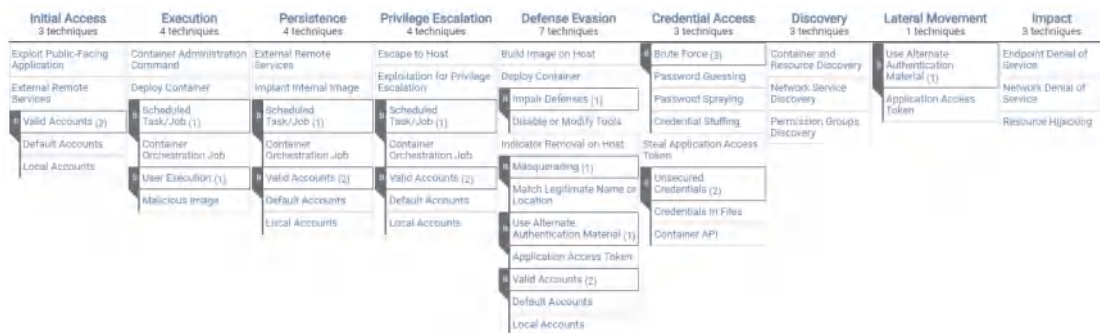 Initial Access
3 techniques
Exploit Public-Facing
Application
External Remote
Services
Valid Accounts (2)
Default Accounts
Local Accounts
Execution
4 techniques
Container Administration
Command
Deploy Container
Scheduled
Task/Job (1)
Container
Orchestration Job
User Execution (1)
Malicious Image
Persistence
4 techniques
External Remote
Services
Implant Internal Image
Scheduled
Task/Job (1)
Container
Orchestration Job
Valid Accounts (2)
Default Accounts
Local Accounts
Privilege Escalation
4 techniques
Escape to Host
Exploitation for Privilege
Escalation
Scheduled
Task/Job (1)
Container
Orchestration Job
Valid Accounts (2)
Default Accounts
Local Accounts
Defense Evasion
7 techniques
Build Image on Host
Deploy Container
Impair Defenses (1)
Disable or Modify Tools
Indicator Removal on Host
Masquerading (1)
Match Legitimate Name or
Location
Use Alternate
Authentication Material (1)
Application Access Token
Valid Accounts (2)
Default Accounts
Local Accounts
Credential Access
3 techniques
Brute Force (3)
Password Guessing
Password Spraying
Credential Stuffing
Steal Application Access
Token
Unsecured
Credentials (2)
Credentials In Files
Container API
Discovery
3 techniques
Container and
Resource Discovery
Network Service
Discovery
Permission Groups
Discovery
Lateral Movement
1 techniques
Use Alternate
Authentication
Material (1)
Application Access
Token
Impact
3 techniques
Endpoint Denial of
Service
Network Denial of
Service
Resource Hijacking